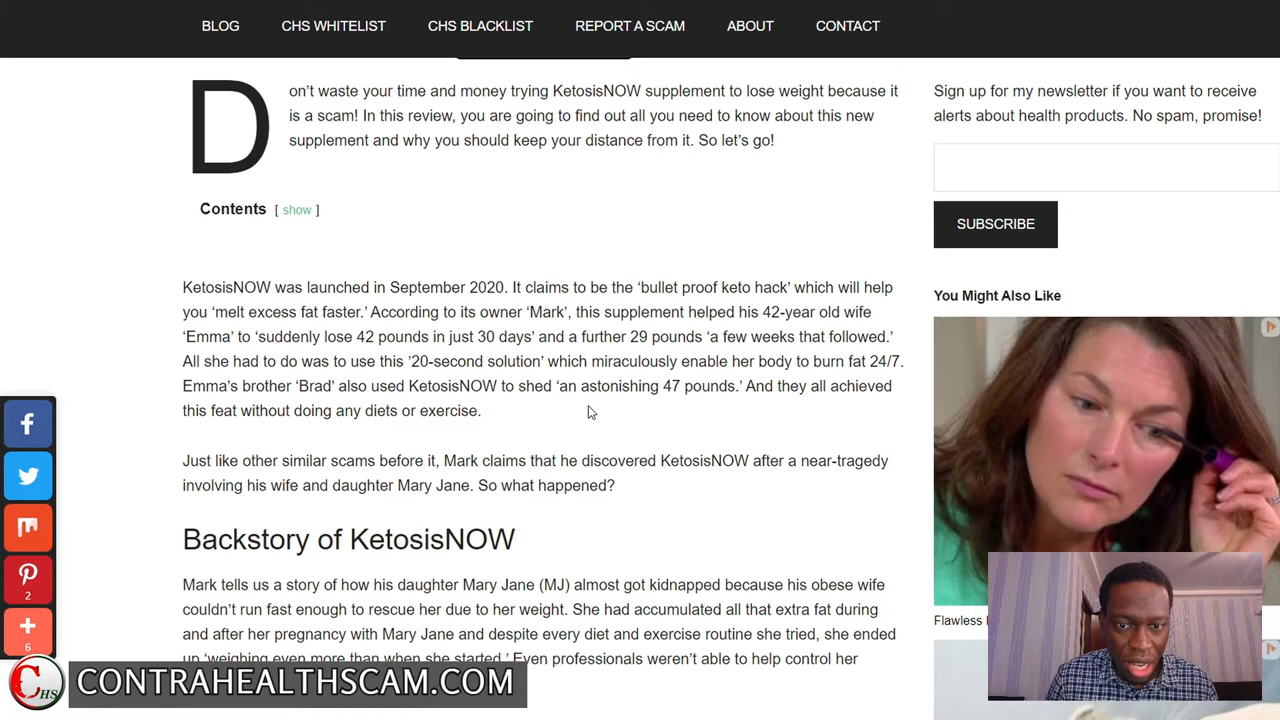 BLOG CHS WHITELIST CHS BLACKLIST REPORT A SCAM ABOUT CONTACT
Don't waste your time and money trying KetosisNOW supplement to lose weight because it
is a scam! In this review, you are going to find out all you need to know about this new
supplement and why you should keep your distance from it. So let's go!
Contents [ show ]
KetosisNOW was launched in September 2020. It claims to be the 'bullet proof keto hack' which will help
you 'melt excess fat faster.' According to its owner 'Mark', this supplement helped his 42-year old wife
'Emma' to 'suddenly lose 42 pounds in just 30 days' and a further 29 pounds 'a few weeks that followed.'
All she had to do was to use this '20-second solution' which miraculously enable her body to burn fat 24/7.
Emma's brother 'Brad' also used KetosisNOW to shed 'an astonishing 47 pounds.' And they all achieved
this feat without doing any diets or exercise.
Just like other similar scams before it, Mark claims that he discovered KetosisNOW after a near-tragedy
involving his wife and daughter Mary Jane. So what happened?
Backstory of KetosisNOW
Mark tells us a story of how his daughter Mary Jane (MJ) almost got kidnapped because his obese wife
couldn't run fast enough to rescue her due to her weight. She had accumulated all that extra fat during
and after her pregnancy with Mary Jane and despite every diet and exercise routine she tried, she ended
up 'weighing even more than when she started.' Even professionals weren't able to help control her
Sign up for my newsletter if you want to receive
alerts about health products. No spam, promise!
SUBSCRIBE
You Might Also Like
Flawless
2
6
CHS
CONTRAHEALTHSCAM.COM